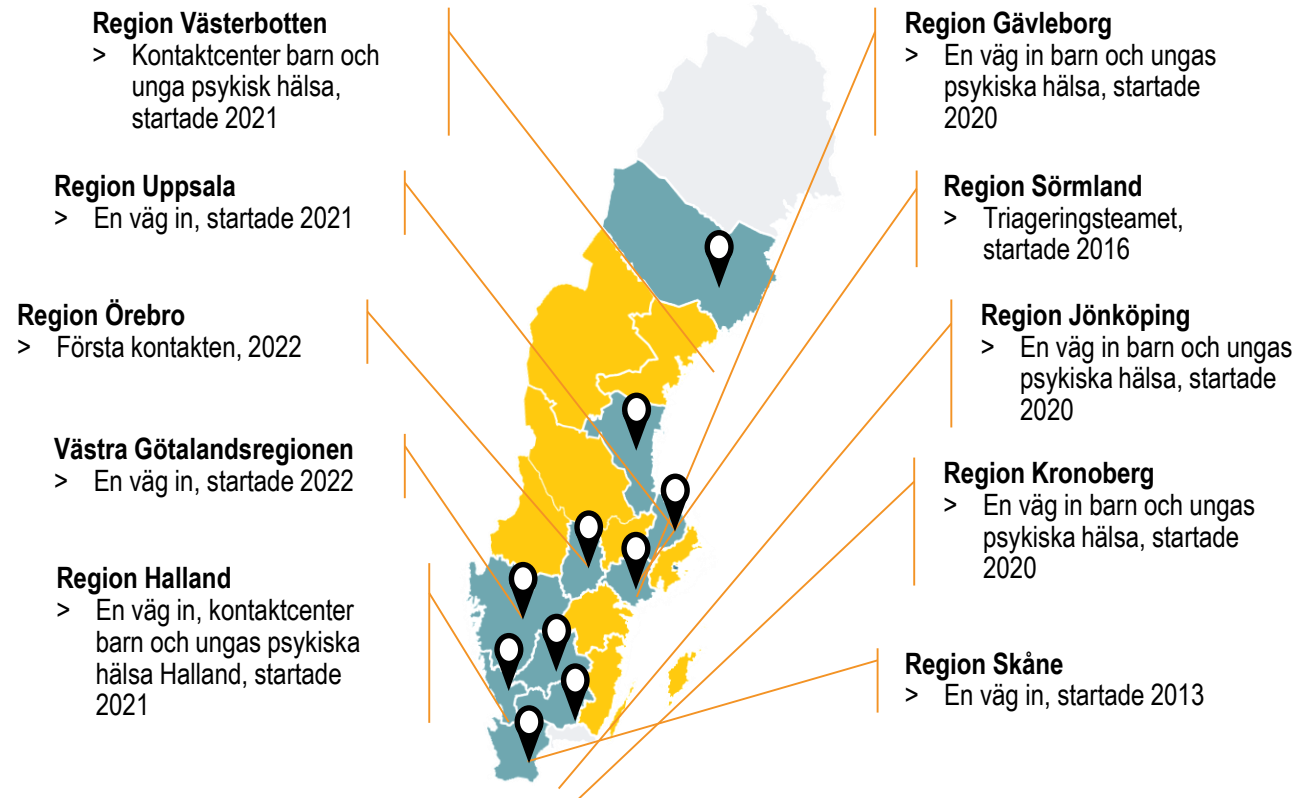 Region Västerbotten
> Kontaktcenter barn och
unga psykisk hälsa,
startade 2021
Region Uppsala
> En väg in, startade 2021
Region Örebro
> Första kontakten, 2022
Västra Götalandsregionen
> En väg in, startade 2022
Region Halland
> En väg in, kontaktcenter
barn och ungas psykiska
hälsa Halland, startade
2021
Region Gävleborg
> En väg in barn och ungas
psykiska hälsa, startade
2020
Region Sörmland
> Triageringsteamet,
startade 2016
Region Jönköping
> En väg in barn och ungas
psykiska hälsa, startade
2020
Region Kronoberg
> En väg in barn och ungas
psykiska hälsa, startade
2020
Region Skåne
> En väg in, startade 2013